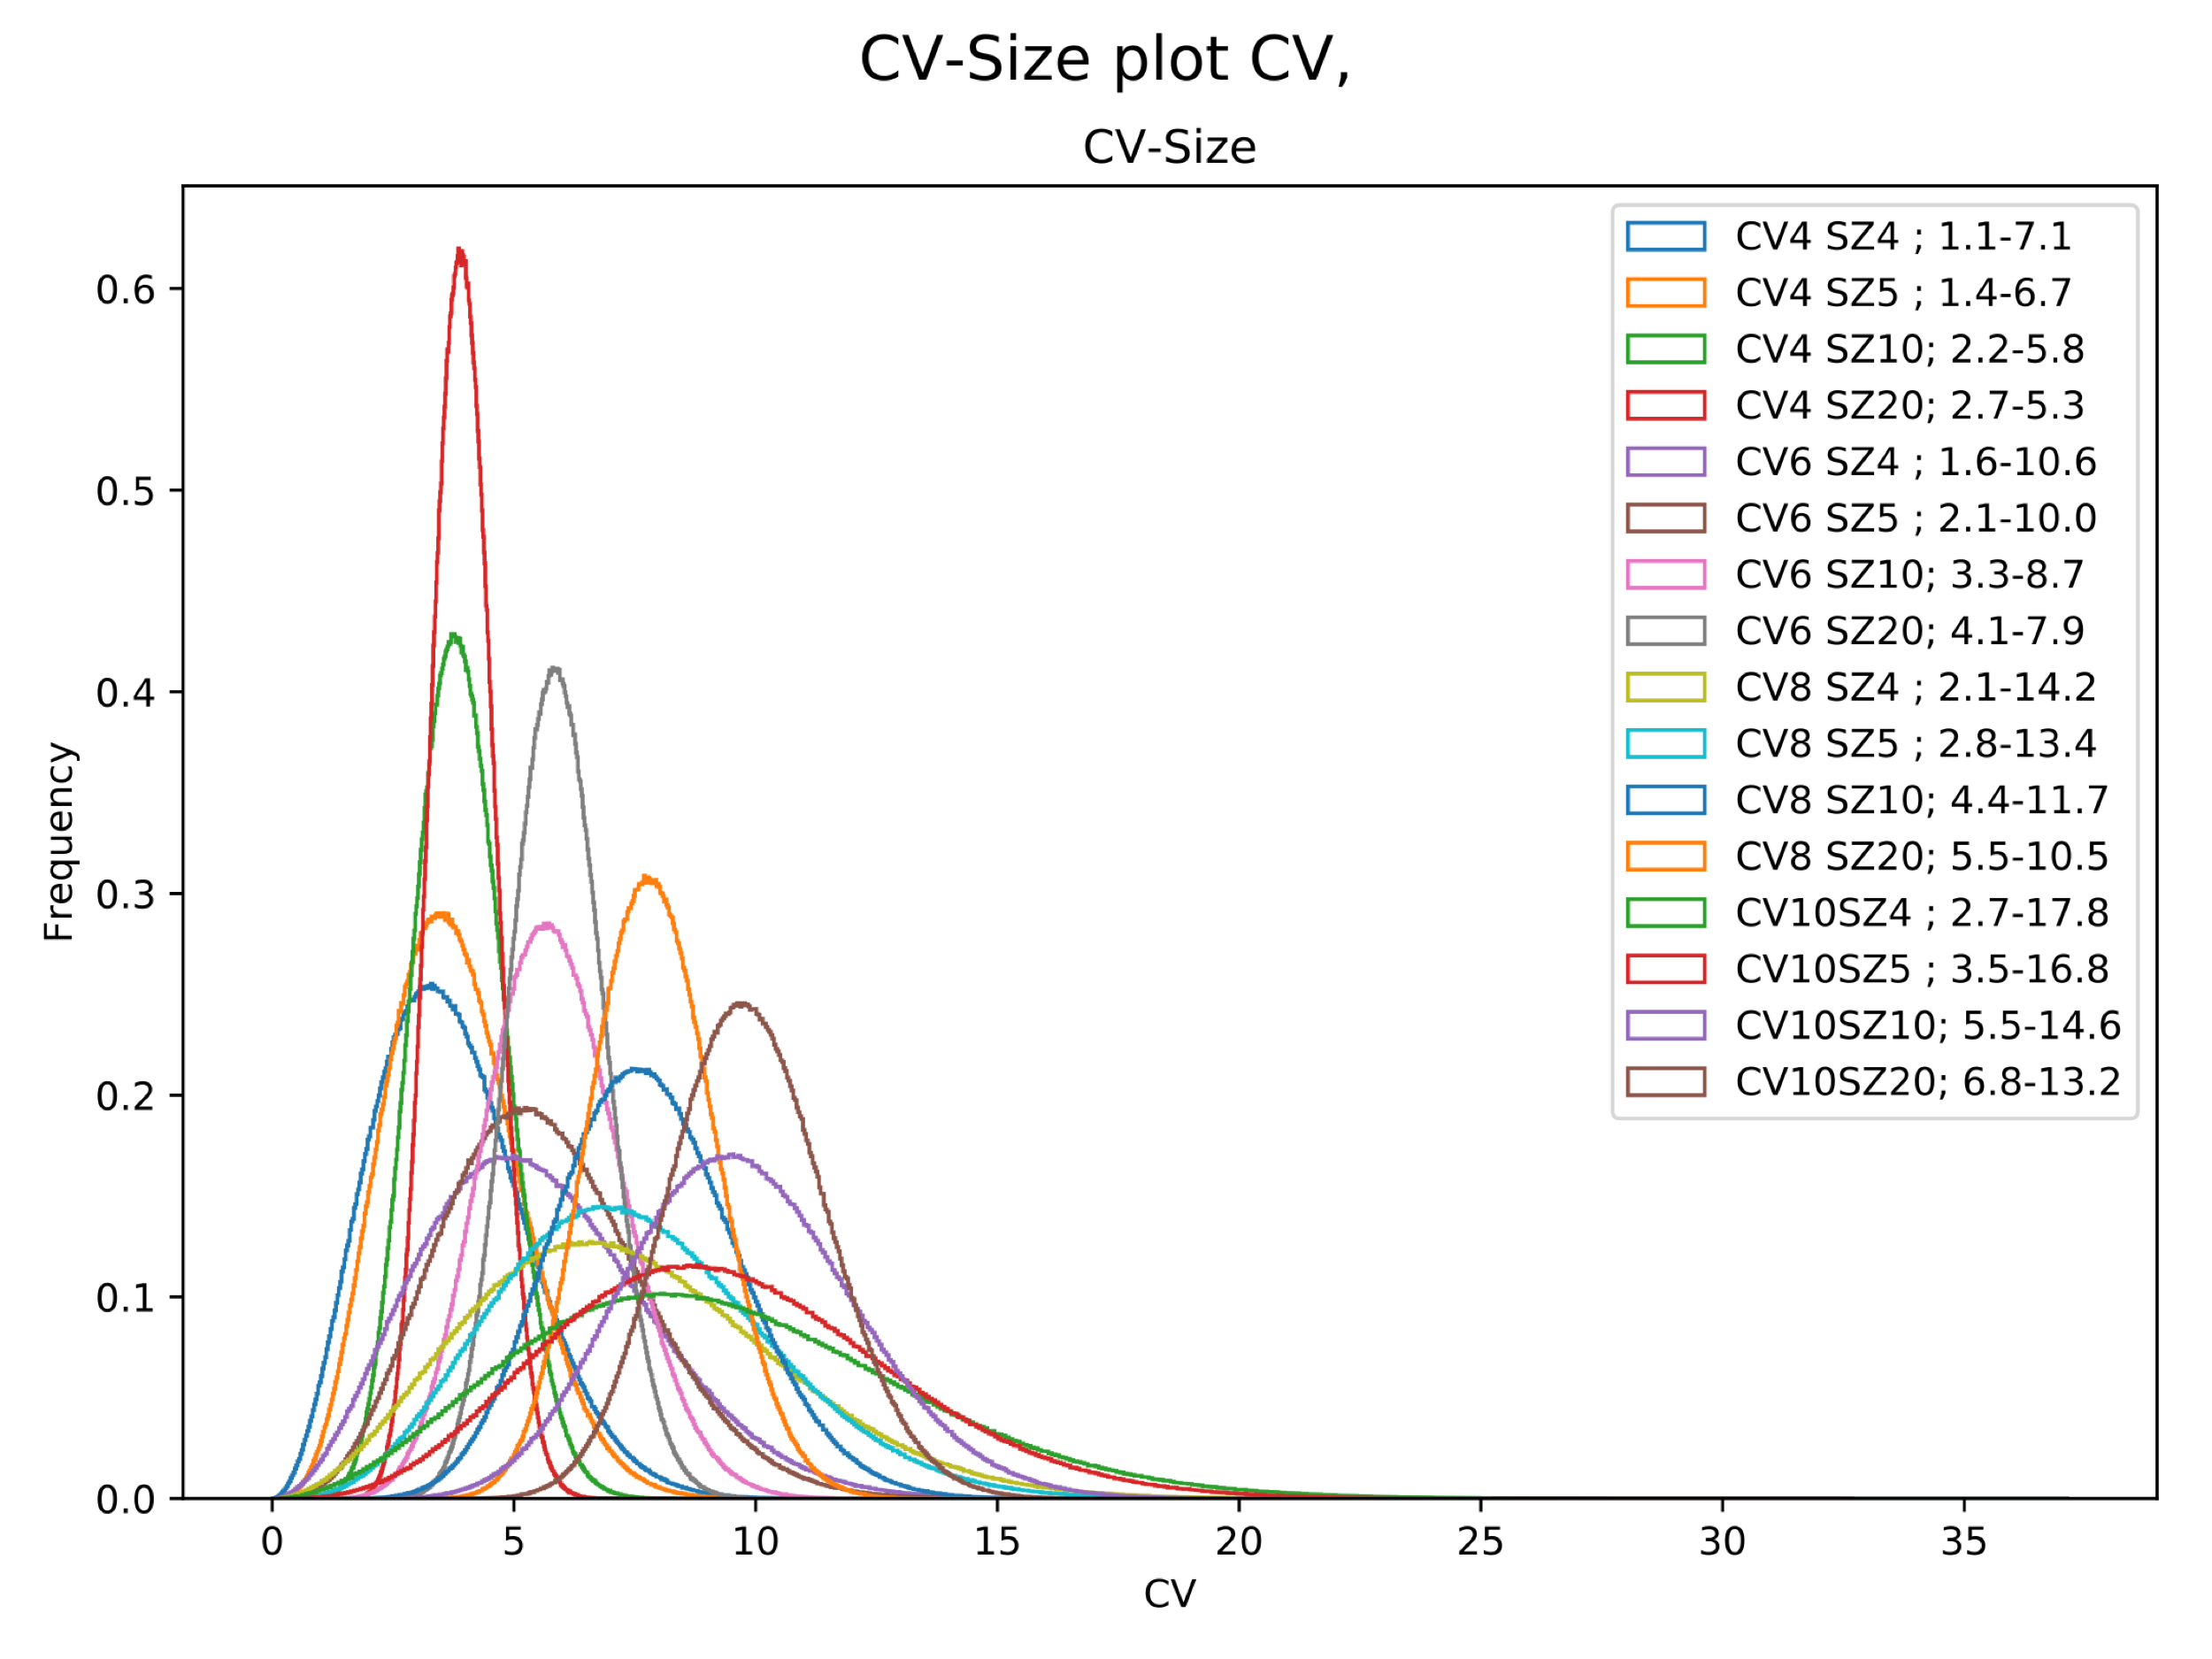 CV-Size plot CV,
CV-Size
CV4 SZ4 ; 1.1-7.1
CV4 SZ5 ; 1.4-6.7
CV4 SZ10; 2.2-5.8
CV4 SZ20; 2.7-5.3
CV6 SZ4 ; 1.6-10.6
CV6 SZ5 ; 2.1-10.0
CV6 SZ10; 3.3-8.7
CV6 SZ20; 4.1-7.9
CV8 SZ4 ; 2.1-14.2
CV8 SZ5 ; 2.8-13.4
CV8 SZ10; 4.4-11.7
CV8 SZ20; 5.5-10.5
CV10SZ4 ; 2.7-17.8
CV10SZ5 ; 3.5-16.8
CV10SZ10; 5.5-14.6
CV10SZ20; 6.8-13.2
Frequency
0.6
0.5
0.4
0.3
0.2
0.1
0.0
0 5 10 15 20 25 30 35
CV